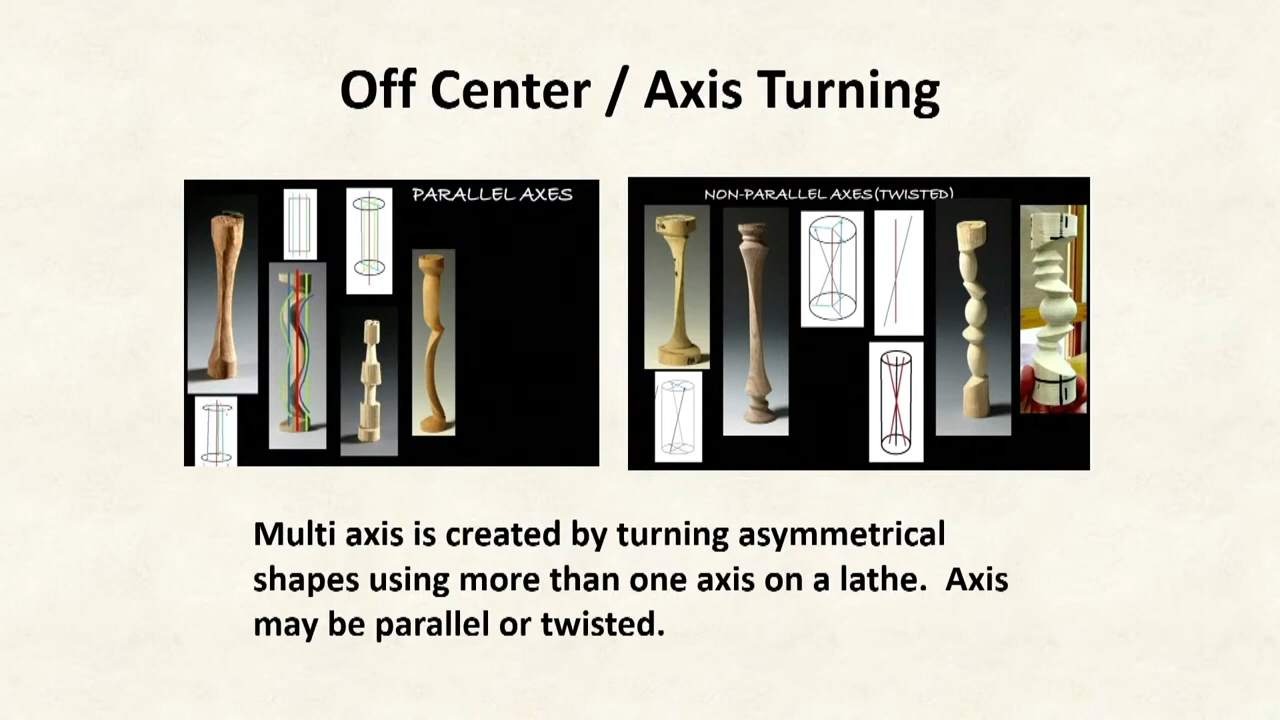 Off Center / Axis Turning
PARALLEL AXES
NON-PARALLEL AXES (TWISTED)
Multi axis is created by turning asymmetrical
shapes using more than one axis on a lathe. Axis
may be parallel or twisted.